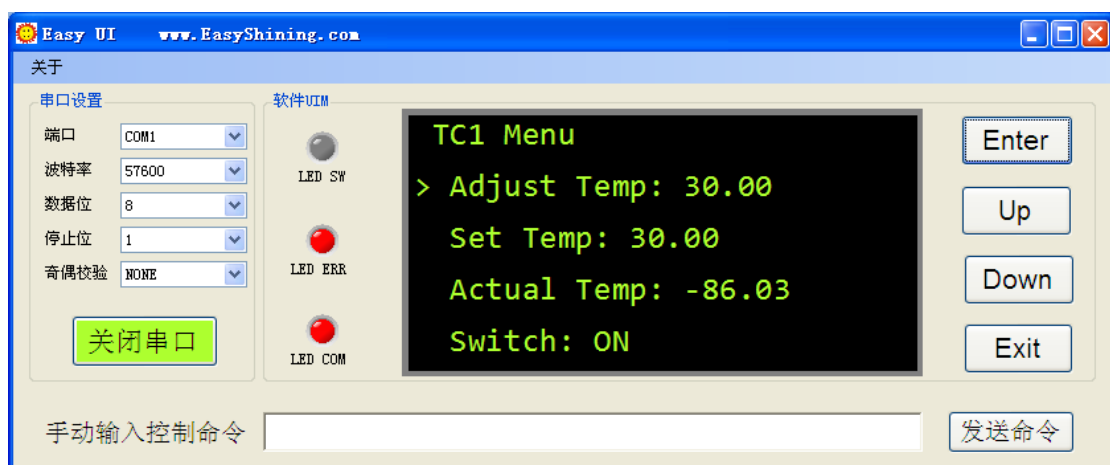 Easy UI www.EasyShining.com
关于
串口设置
端口 COM1
波特率 57600
数据位 8
停止位 1
奇偶校验 NONE
关闭串口
软件UIM
LED SW
LED ERR
LED COM
TC1 Menu
> Adjust Temp: 30.00
Set Temp: 30.00
Actual Temp: -86.03
Switch: ON
Enter
Up
Down
Exit
手动输入控制命令
发送命令